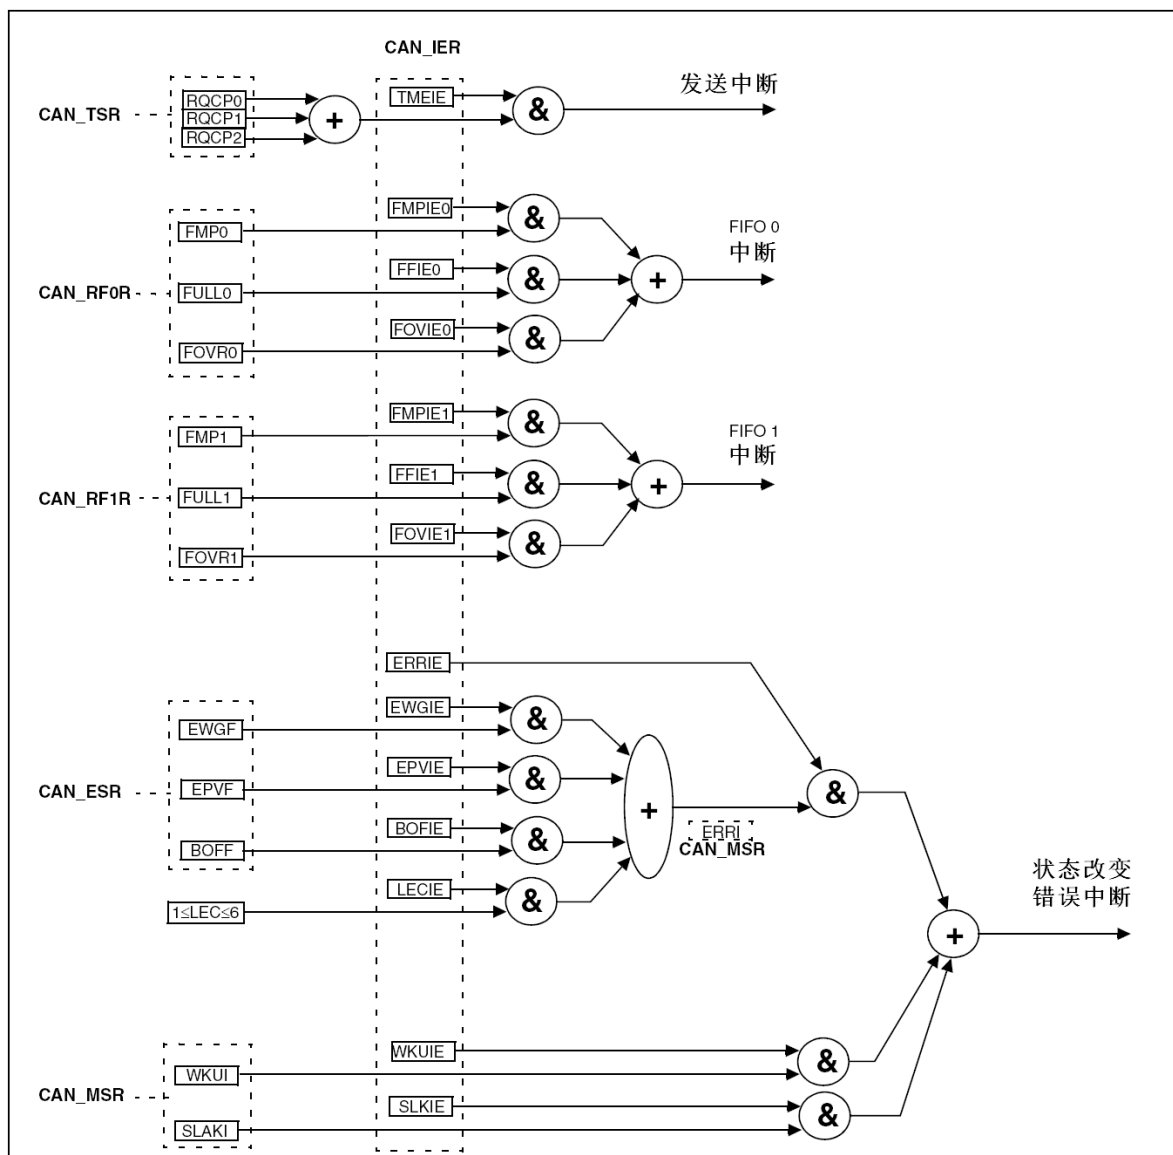 CAN_IER
CAN_TSR
RQCP0
RQCP1
RQCP2
+
TMEIE
&
发送中断
CAN_RF0R
FMP0
FULL0
FOVR0
FMPIE0
&
FFIE0
&
FOVIE0
&
+
FIFO 0
中断
CAN_RF1R
FMP1
FULL1
FOVR1
FMPIE1
&
FFIE1
&
FOVIE1
&
+
FIFO 1
中断
ERRIE
CAN_ESR
EWGF
EPVF
BOFF
1≤LEC≤6
EWGIE
&
EPVIE
&
BOFIE
&
LECIE
&
+
ERRI
CAN_MSR
&
状态改变
错误中断
+
CAN_MSR
WKUI
SLAKI
WKUIE
&
SLKIE
&